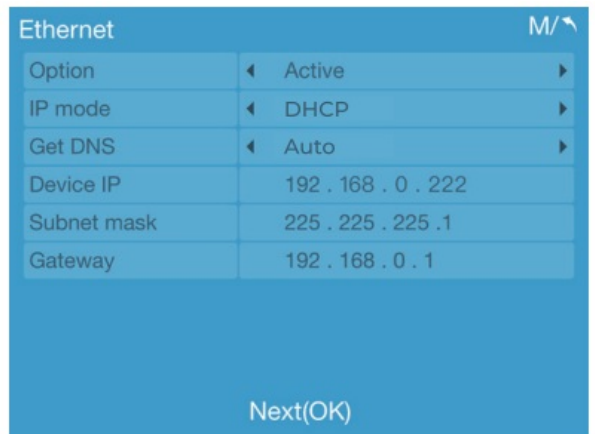 Ethernet M/
Option Active
IP mode DHCP
Get DNS Auto
Device IP 192 . 168 . 0 . 222
Subnet mask 225 . 225 . 225 .1
Gateway 192 . 168 . 0 . 1
Next(OK)